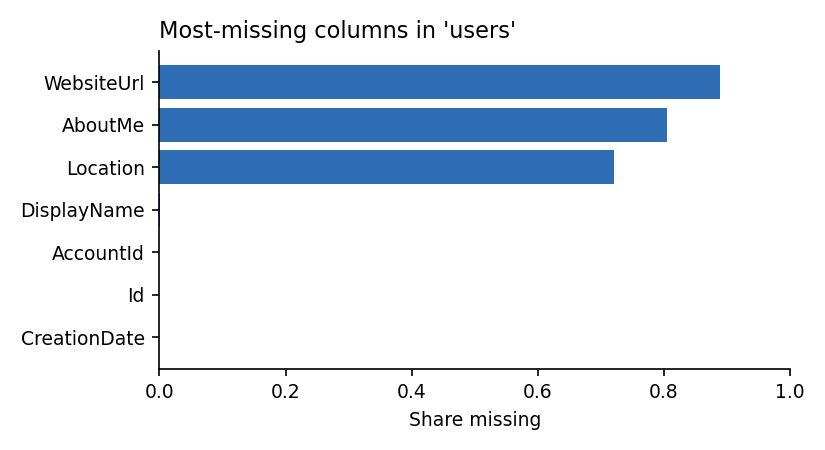 Most-missing columns in 'users'
WebsiteUrl
AboutMe
Location
DisplayName
AccountId
Id
CreationDate
0.0 0.2 0.4 0.6 0.8 1.0
Share missing